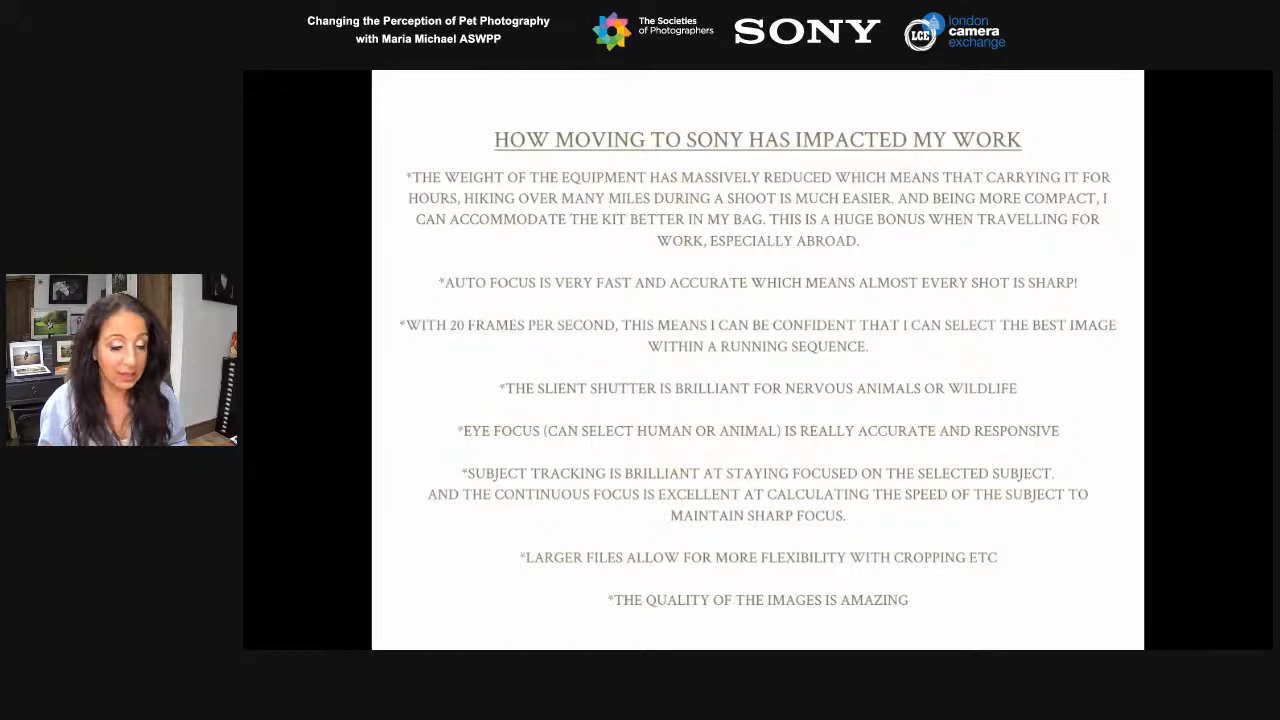 Changing the Perception of Pet Photography
with Maria Michael ASWPP
The Societies
of Photographers
SONY
LCE
london
camera
exchange
HOW MOVING TO SONY HAS IMPACTED MY WORK
*THE WEIGHT OF THE EQUIPMENT HAS MASSIVELY REDUCED WHICH MEANS THAT CARRYING IT FOR
HOURS, HIKING OVER MANY MILES DURING A SHOOT IS MUCH EASIER. AND BEING MORE COMPACT, I
CAN ACCOMMODATE THE KIT BETTER IN MY BAG. THIS IS A HUGE BONUS WHEN TRAVELLING FOR
WORK, ESPECIALLY ABROAD.
*AUTO FOCUS IS VERY FAST AND ACCURATE WHICH MEANS ALMOST EVERY SHOT IS SHARP!
*WITH 20 FRAMES PER SECOND, THIS MEANS I CAN BE CONFIDENT THAT I CAN SELECT THE BEST IMAGE
WITHIN A RUNNING SEQUENCE.
*THE SLIENT SHUTTER IS BRILLIANT FOR NERVOUS ANIMALS OR WILDLIFE
*EYE FOCUS (CAN SELECT HUMAN OR ANIMAL) IS REALLY ACCURATE AND RESPONSIVE
*SUBJECT TRACKING IS BRILLIANT AT STAYING FOCUSED ON THE SELECTED SUBJECT.
AND THE CONTINUOUS FOCUS IS EXCELLENT AT CALCULATING THE SPEED OF THE SUBJECT TO
MAINTAIN SHARP FOCUS.
*LARGER FILES ALLOW FOR MORE FLEXIBILITY WITH CROPPING ETC
*THE QUALITY OF THE IMAGES IS AMAZING